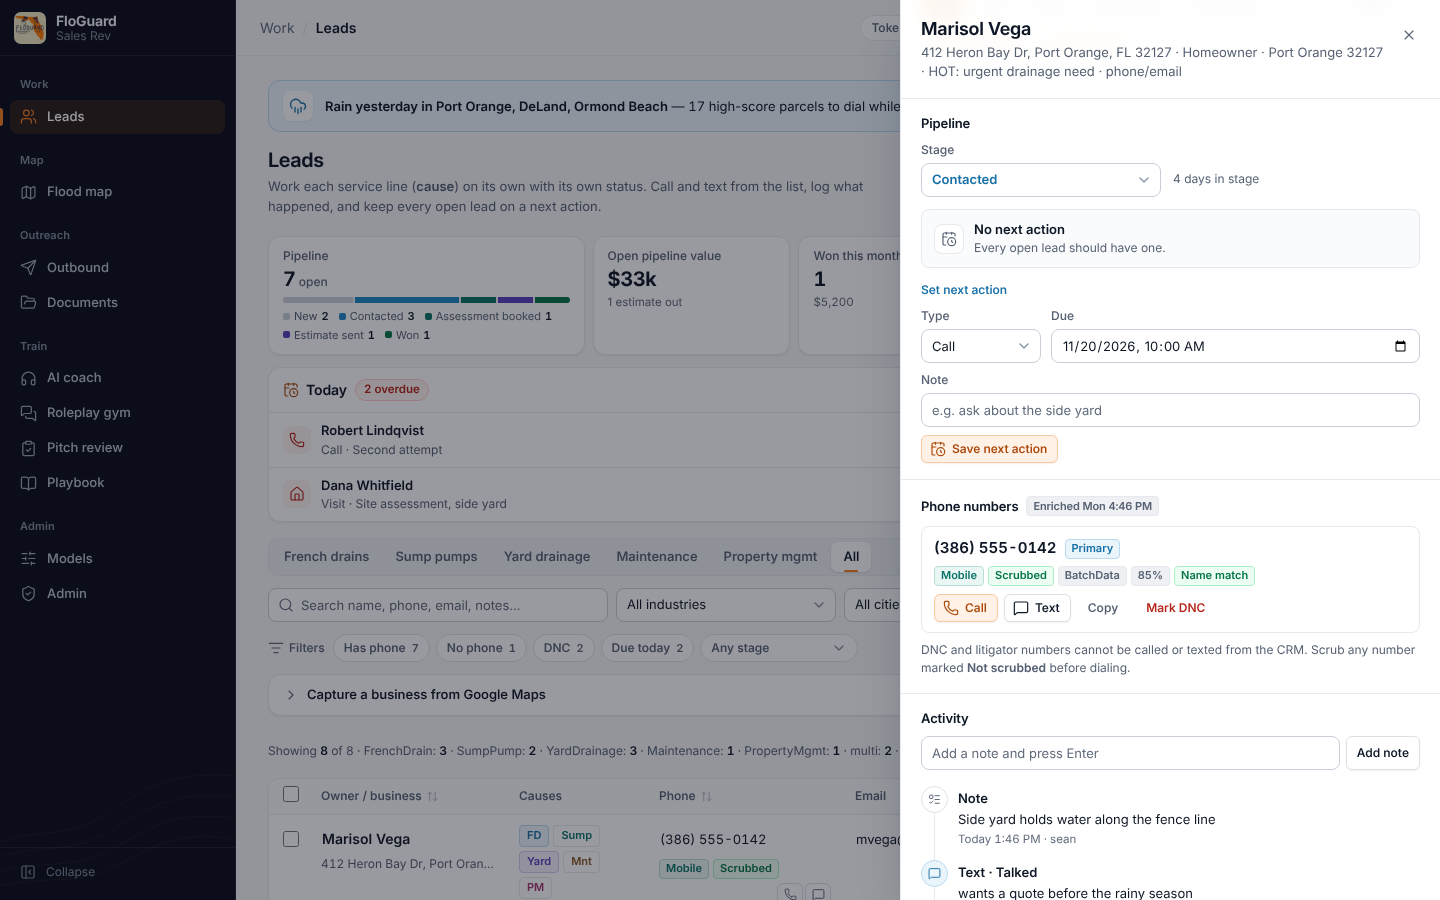 FloGuard
Sales Rev
Work
Leads
Map
Flood map
Outreach
Outbound
Documents
Train
AI coach
Roleplay gym
Pitch review
Playbook
Admin
Models
Admin
Collapse
Work / Leads
Toke
Rain yesterday in Port Orange, DeLand, Ormond Beach — 17 high-score parcels to dial while
Leads
Work each service line (cause) on its own with its own status. Call and text from the list, log what
happened, and keep every open lead on a next action.
Pipeline
7 open
New 2 Contacted 3 Assessment booked 1
Estimate sent 1 Won 1
Open pipeline value
$33k
1 estimate out
Won this month
1
$5,200
Today 2 overdue
Robert Lindqvist
Call · Second attempt
Dana Whitfield
Visit · Site assessment, side yard
French drains Sump pumps Yard drainage Maintenance Property mgmt All
Search name, phone, email, notes... All industries All citie
Filters Has phone 7 No phone 1 DNC 2 Due today 2 Any stage
Capture a business from Google Maps
Showing 8 of 8 · FrenchDrain: 3 · SumpPump: 2 · YardDrainage: 3 · Maintenance: 1 · PropertyMgmt: 1 · multi: 2 ·
Owner / business Causes Phone Email
Marisol Vega
412 Heron Bay Dr, Port Oran...
FD Sump
Yard Mnt
PM
(386) 555-0142
Mobile Scrubbed
mvega(
Marisol Vega
412 Heron Bay Dr, Port Orange, FL 32127 · Homeowner · Port Orange 32127
· HOT: urgent drainage need · phone/email
Pipeline
Stage
Contacted 4 days in stage
No next action
Every open lead should have one.
Set next action
Type Due
Call 11/20/2026, 10:00 AM
Note
e.g. ask about the side yard
Save next action
Phone numbers Enriched Mon 4:46 PM
(386) 555-0142 Primary
Mobile Scrubbed BatchData 85% Name match
Call Text Copy Mark DNC
DNC and litigator numbers cannot be called or texted from the CRM. Scrub any number
marked Not scrubbed before dialing.
Activity
Add a note and press Enter Add note
Note
Side yard holds water along the fence line
Today 1:46 PM · sean
Text · Talked
wants a quote before the rainy season